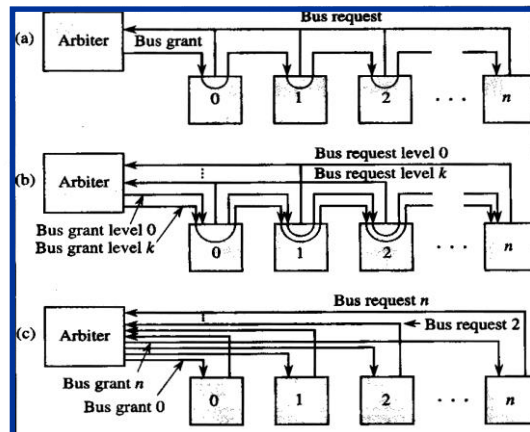 Bus request
(a)
Arbiter
Bus grant
0
1
2
. . .
n
Bus request level 0
Bus request level k
(b)
Arbiter
Bus grant level 0
Bus grant level k
0
1
2
. . .
n
Bus request n
Bus request 2
(c)
Arbiter
Bus grant n
Bus grant 0
0
1
2
. . .
n